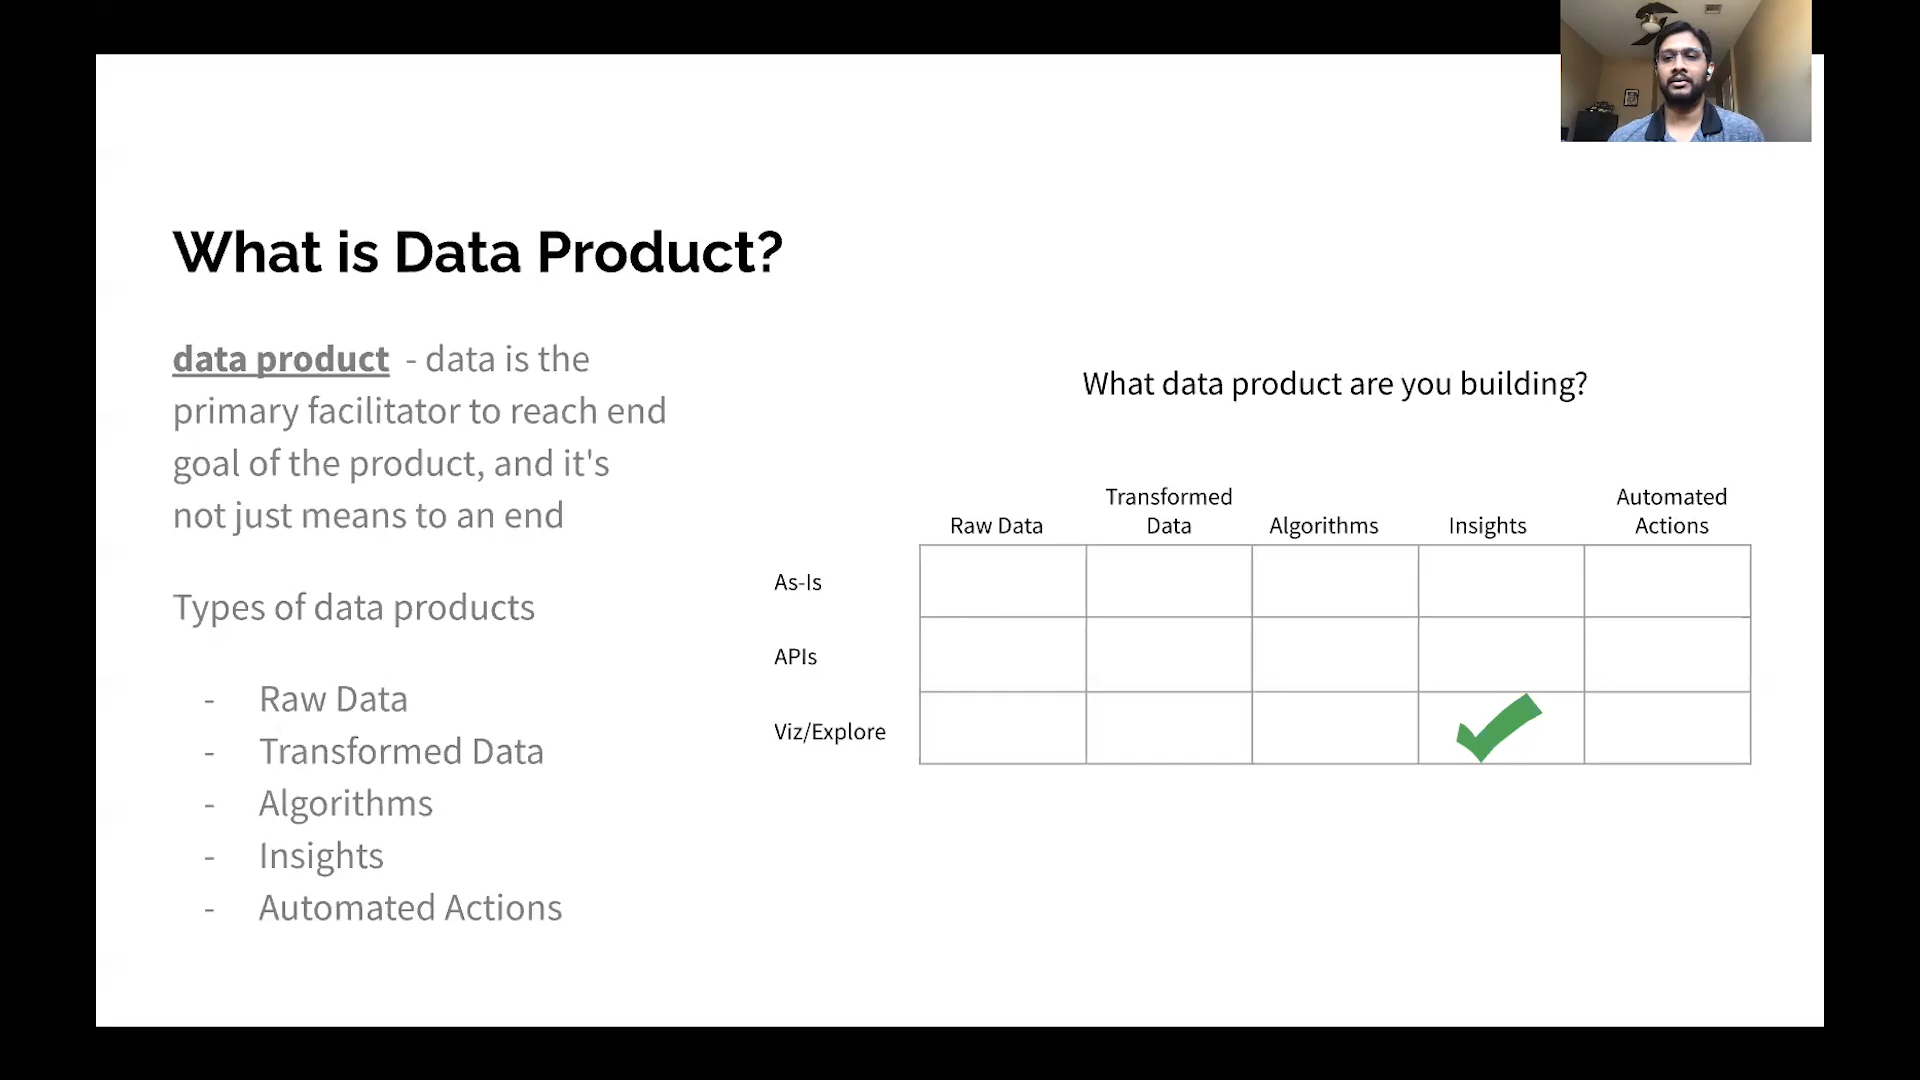 What is Data Product?
data product - data is the
primary facilitator to reach end
goal of the product, and it's
not just means to an end
Types of data products
- Raw Data
- Transformed Data
- Algorithms
- Insights
- Automated Actions
What data product are you building?
Raw Data
Transformed
Data
Algorithms
Insights
Automated
Actions
As-Is
APIs
Viz/Explore